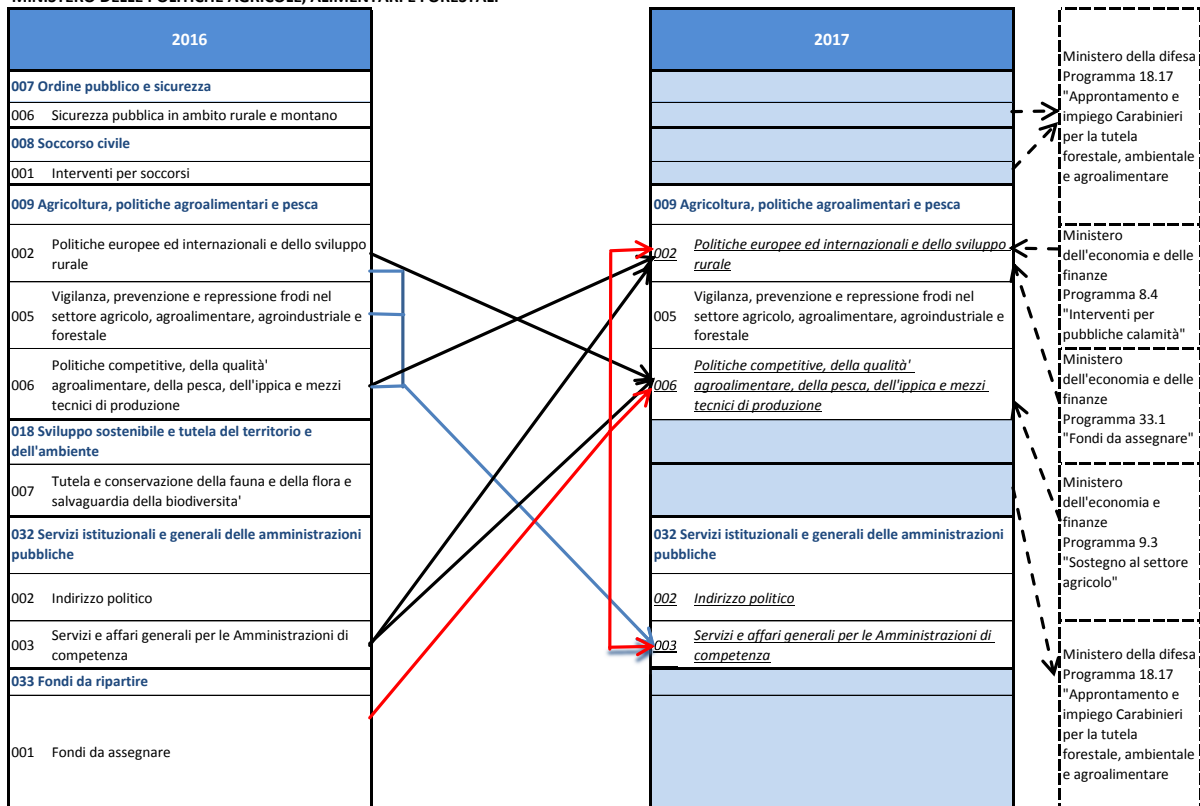 MINISTERO DELLE POLITICHE AGRICOLE, ALIMENTARI E FORESTALI
2016
007 Ordine pubblico e sicurezza
006 Sicurezza pubblica in ambito rurale e montano
008 Soccorso civile
001 Interventi per soccorsi
009 Agricoltura, politiche agroalimentari e pesca
002 Politiche europee ed internazionali e dello sviluppo
rurale
005 Vigilanza, prevenzione e repressione frodi nel
settore agricolo, agroalimentare, agroindustriale e
forestale
006 Politiche competitive, della qualità'
agroalimentare, della pesca, dell'ippica e mezzi
tecnici di produzione
018 Sviluppo sostenibile e tutela del territorio e
dell'ambiente
007 Tutela e conservazione della fauna e della flora e
salvaguardia della biodiversita'
032 Servizi istituzionali e generali delle amministrazioni
pubbliche
002 Indirizzo politico
003 Servizi e affari generali per le Amministrazioni di
competenza
033 Fondi da ripartire
001 Fondi da assegnare
2017
009 Agricoltura, politiche agroalimentari e pesca
002 Politiche europee ed internazionali e dello sviluppo
rurale
005 Vigilanza, prevenzione e repressione frodi nel
settore agricolo, agroalimentare, agroindustriale e
forestale
006 Politiche competitive, della qualità'
agroalimentare, della pesca, dell'ippica e mezzi
tecnici di produzione
032 Servizi istituzionali e generali delle amministrazioni
pubbliche
002 Indirizzo politico
003 Servizi e affari generali per le Amministrazioni di
competenza
Ministero della difesa
Programma 18.17
"Approntamento e
impiego Carabinieri
per la tutela
forestale, ambientale
e agroalimentare
Ministero
dell'economia e delle
finanze
Programma 8.4
"Interventi per
pubbliche calamità"
Ministero
dell'economia e delle
finanze
Programma 33.1
"Fondi da assegnare"
Ministero
dell'economia e
finanze
Programma 9.3
"Sostegno al settore
agricolo"
Ministero della difesa
Programma 18.17
"Approntamento e
impiego Carabinieri
per la tutela
forestale, ambientale
e agroalimentare